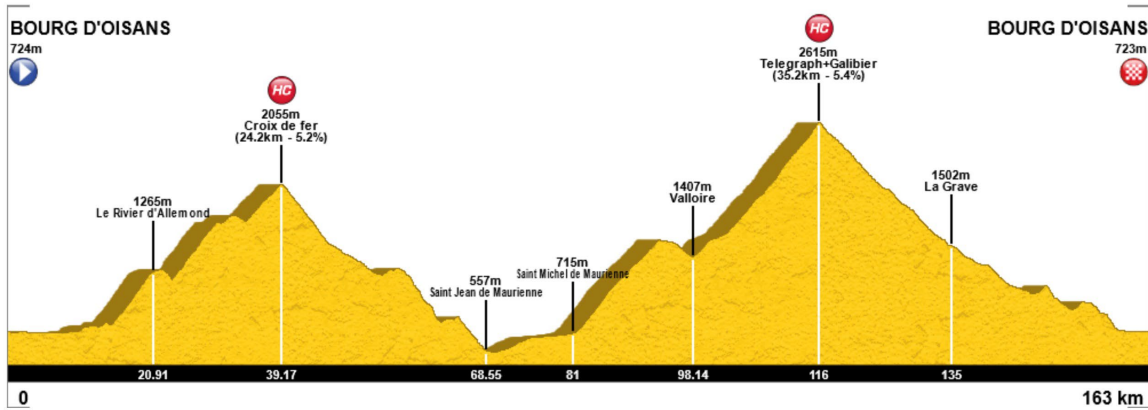 BOURG D'OISANS
724m
HC
2055m
Croix de fer
(24.2km - 5.2%)
1265m
Le Rivier d'Allemond
557m
Saint Jean de Maurienne
715m
Saint Michel de Maurienne
1407m
Valloire
HC
2615m
Telegraph+Galibier
(35.2km - 5.4%)
1502m
La Grave
BOURG D'OISANS
723m
20.91 39.17 68.55 81 98.14 116 135
0 163 km